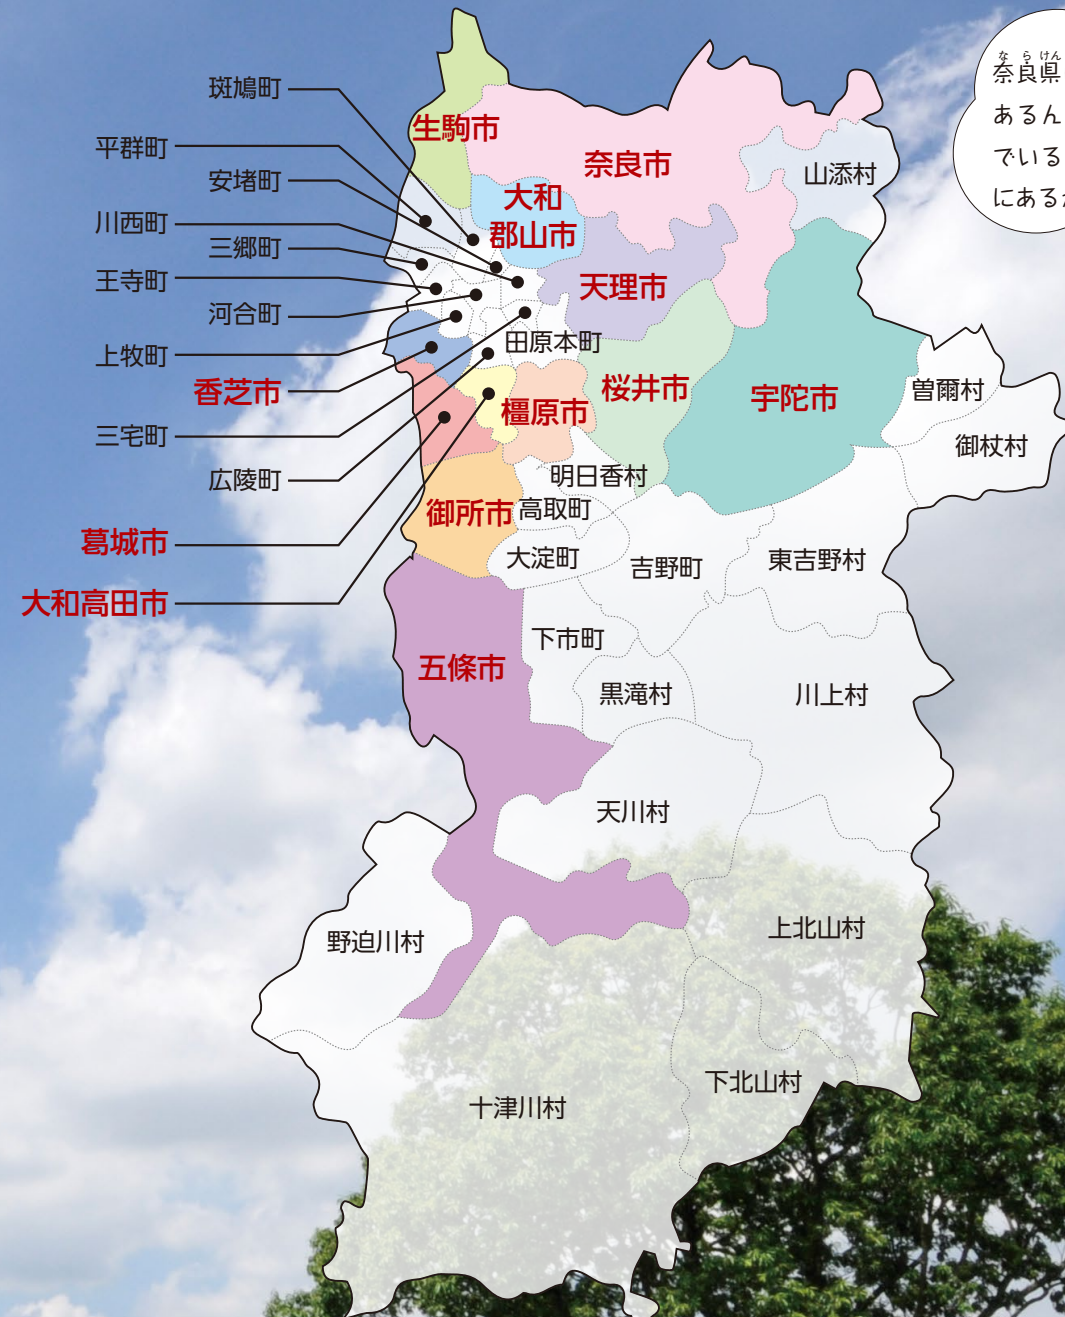 斑鳩町
平群町
安堵町
川西町
三郷町
王寺町
河合町
上牧町
香芝市
三宅町
広陵町
葛城市
大和高田市
生駒市
奈良市
大和
郡山市
山添村
天理市
田原本町
橿原市
桜井市
宇陀市
曽爾村
御杖村
明日香村
高取町
御所市
大淀町
吉野町
東吉野村
下市町
五條市
黒滝村
川上村
天川村
野迫川村
上北山村
下北山村
十津川村
ならけん
奈良県
あるん
でいる
にあるか